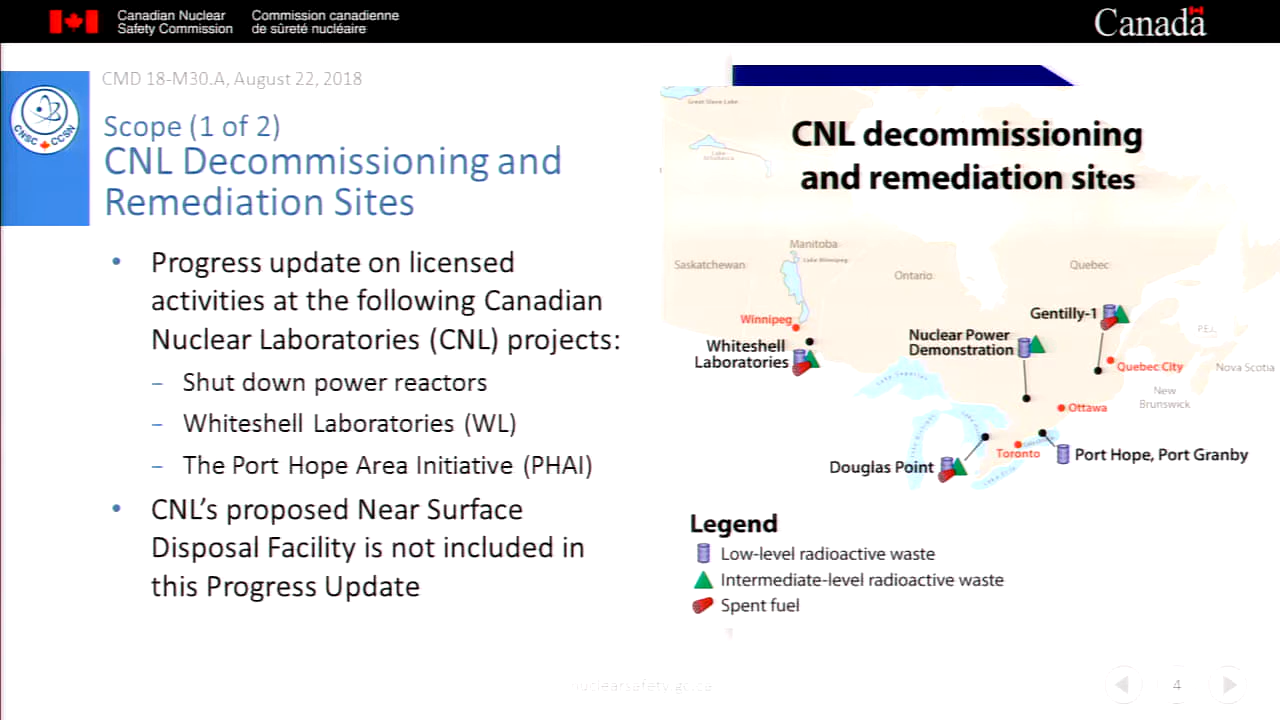 Canadian Nuclear
Safety Commission
Commission canadienne
de sûreté nucléaire
Canada
CMD 18-M30.A, August 22, 2018
CNSC CCSN
Scope (1 of 2)
CNL Decommissioning and
Remediation Sites
• Progress update on licensed
activities at the following Canadian
Nuclear Laboratories (CNL) projects:
– Shut down power reactors
– Whiteshell Laboratories (WL)
– The Port Hope Area Initiative (PHAI)
• CNL's proposed Near Surface
Disposal Facility is not included in
this Progress Update
Great Slave Lake
CNL decommissioning
and remediation sites
Lake
Athabasca
Manitoba
Lake Winnipeg
Saskatchewan
Ontario
Quebec
Winnipeg
Gentilly-1
P.E.I.
Whiteshell
Laboratories
Nuclear Power
Demonstration
Quebec City
Nova Scotia
New
Brunswick
Lake Superior
Ottawa
Toronto
Douglas Point
Port Hope, Port Granby
Legend
Low-level radioactive waste
Intermediate-level radioactive waste
Spent fuel
nuclearsafety.gc.ca
4